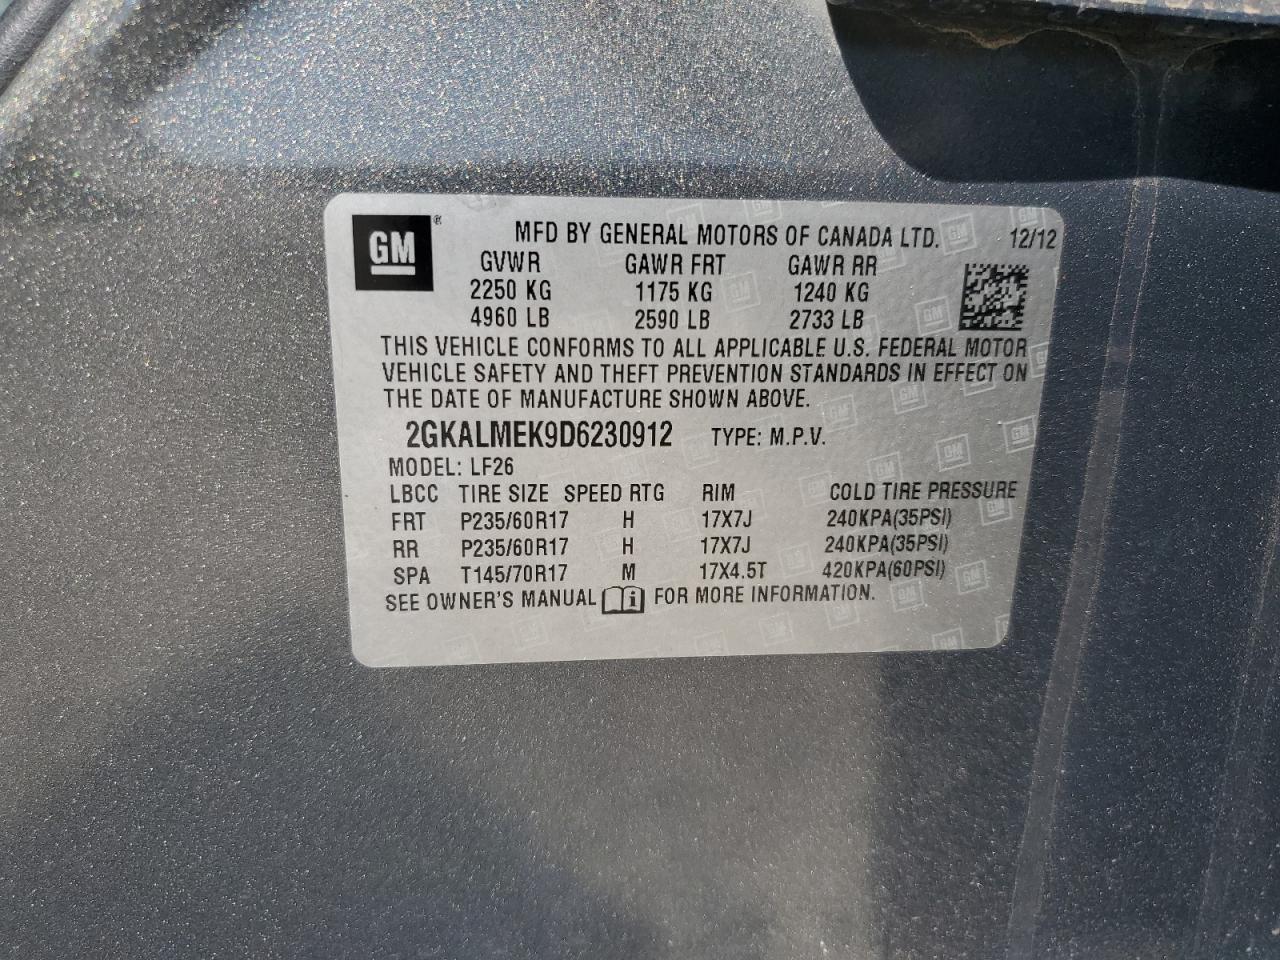 GM ®
MFD BY GENERAL MOTORS OF CANADA LTD. 12/12
GVWR GAWR FRT GAWR RR
2250 KG 1175 KG 1240 KG
4960 LB 2590 LB 2733 LB
THIS VEHICLE CONFORMS TO ALL APPLICABLE U.S. FEDERAL MOTOR
VEHICLE SAFETY AND THEFT PREVENTION STANDARDS IN EFFECT ON
THE DATE OF MANUFACTURE SHOWN ABOVE.
2GKALMEK9D6230912 TYPE: M.P.V.
MODEL: LF26
LBCC TIRE SIZE SPEED RTG RIM COLD TIRE PRESSURE
FRT P235/60R17 H 17X7J 240KPA(35PSI)
RR P235/60R17 H 17X7J 240KPA(35PSI)
SPA T145/70R17 M 17X4.5T 420KPA(60PSI)
SEE OWNER'S MANUAL i FOR MORE INFORMATION.